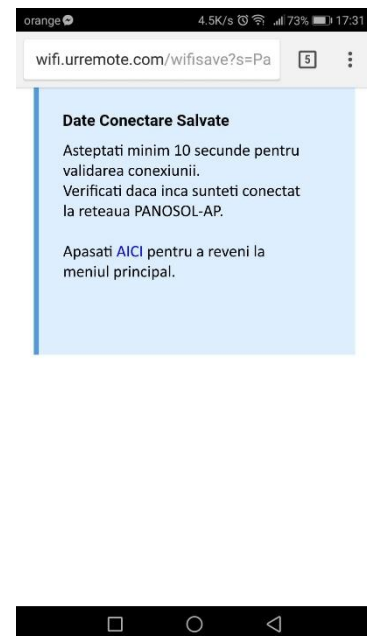 orange 4.5K/s 73% 17:31
wifi.urremote.com/wifisave?s=Pa 5
Date Conectare Salvate
Asteptati minim 10 secunde pentru
validarea conexiunii.
Verificati daca inca sunteti conectat
la reteaua PANOSOL-AP.
Apasati AICI pentru a reveni la
meniul principal.